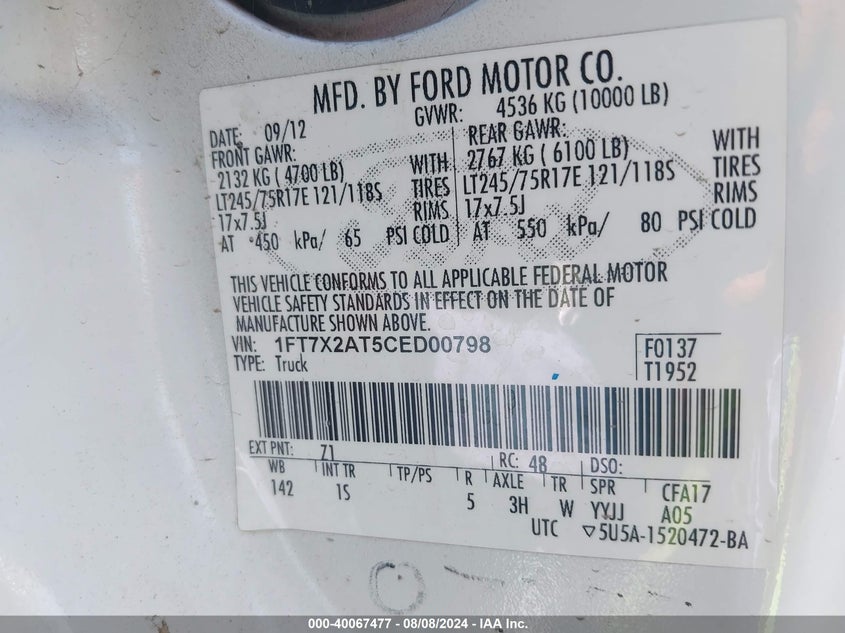 MFD. BY FORD MOTOR CO.
DATE: 09/12 GVWR: 4536 KG (10000 LB)
FRONT GAWR: REAR GAWR:
2132 KG ( 4700 LB) WITH 2767 KG ( 6100 LB) WITH
LT245/75R17E 121/118S TIRES LT245/75R17E 121/118S TIRES
17x7.5J RIMS 17x7.5J RIMS
AT 450 kPa/ 65 PSI COLD AT 550 kPa/ 80 PSI COLD
THIS VEHICLE CONFORMS TO ALL APPLICABLE FEDERAL MOTOR
VEHICLE SAFETY STANDARDS IN EFFECT ON THE DATE OF
MANUFACTURE SHOWN ABOVE.
VIN: 1FT7X2AT5CED00798 F0137
TYPE: Truck T1952
EXT PNT: 71 RC: 48 DSO:
WB INT TR TP/PS R AXLE TR SPR CFA17
142 1S 5 3H W YYJJ A05
UTC ▽5U5A-1520472-BA
000-40067477 - 08/08/2024 - IAAI.com